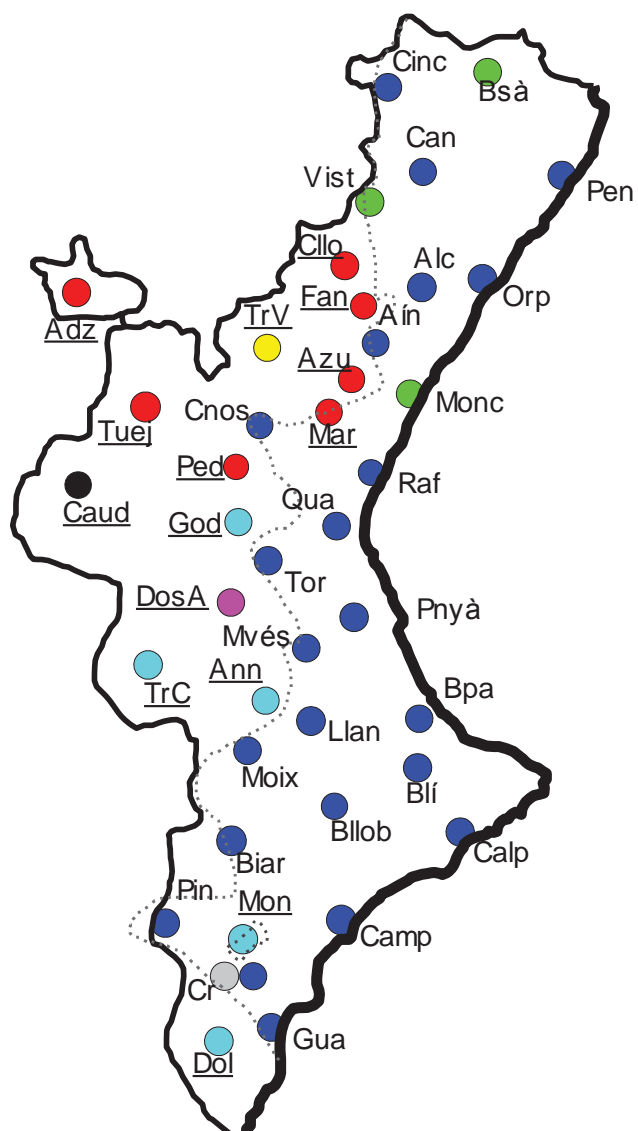 Cinc
Bsà
Can
Vist
Pen
Cllo
Alc
Orp
Fan
Adz
TrV
Aín
Azu
Monc
Cnos
Mar
Tuej
Ped
Raf
Qua
Caud
God
Tor
DosA
Pnyà
Mvés
Ann
TrC
Bpa
Llan
Moix
Blí
Bllob
Calp
Biar
Pin
Mon
Camp
Cr
Gua
Dol